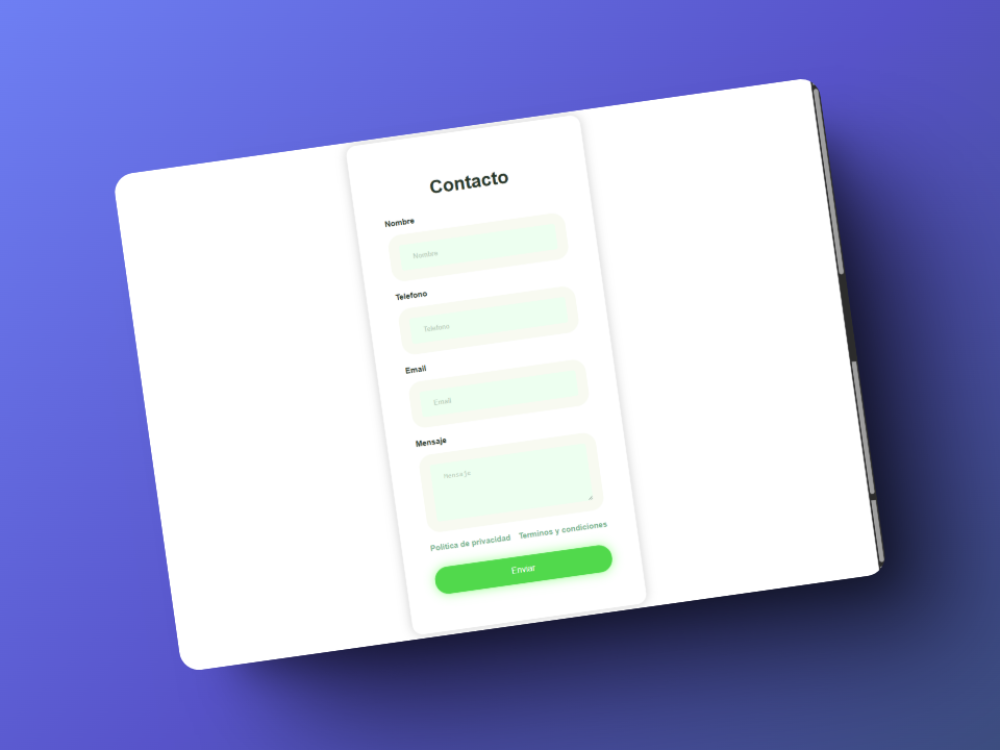 Contacto
Nombre
Nombre
Telefono
Telefono
Email
Email
Mensaje
Mensaje
Politica de privacidad Terminos y condiciones
Enviar